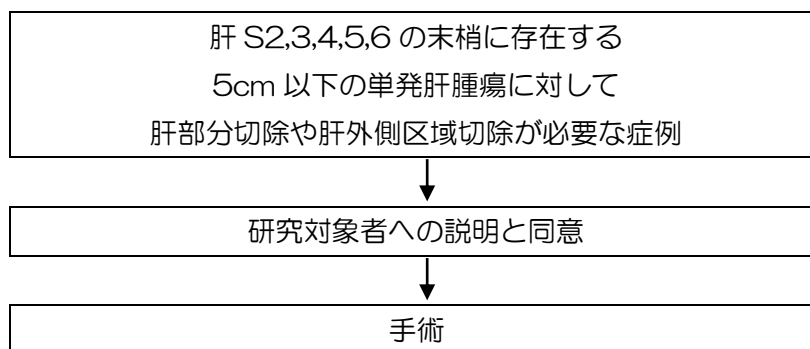 肝 S2,3,4,5,6 の末梢に存在する
5cm 以下の単発肝腫瘍に対して
肝部分切除や肝外側区域切除が必要な症例
研究対象者への説明と同意
手術